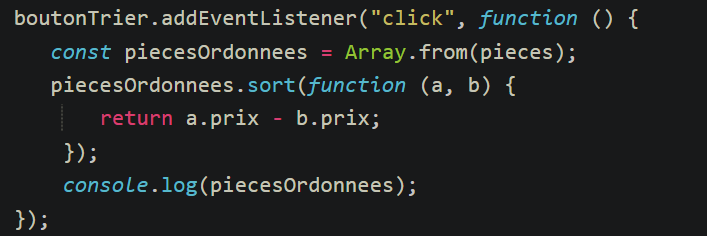 boutonTrier.addEventListener("click", function () {
   const piecesOrdonnees = Array.from(pieces);
   piecesOrdonnees.sort(function (a, b) {
       return a.prix - b.prix;
    });
    console.log(piecesOrdonnees);
});